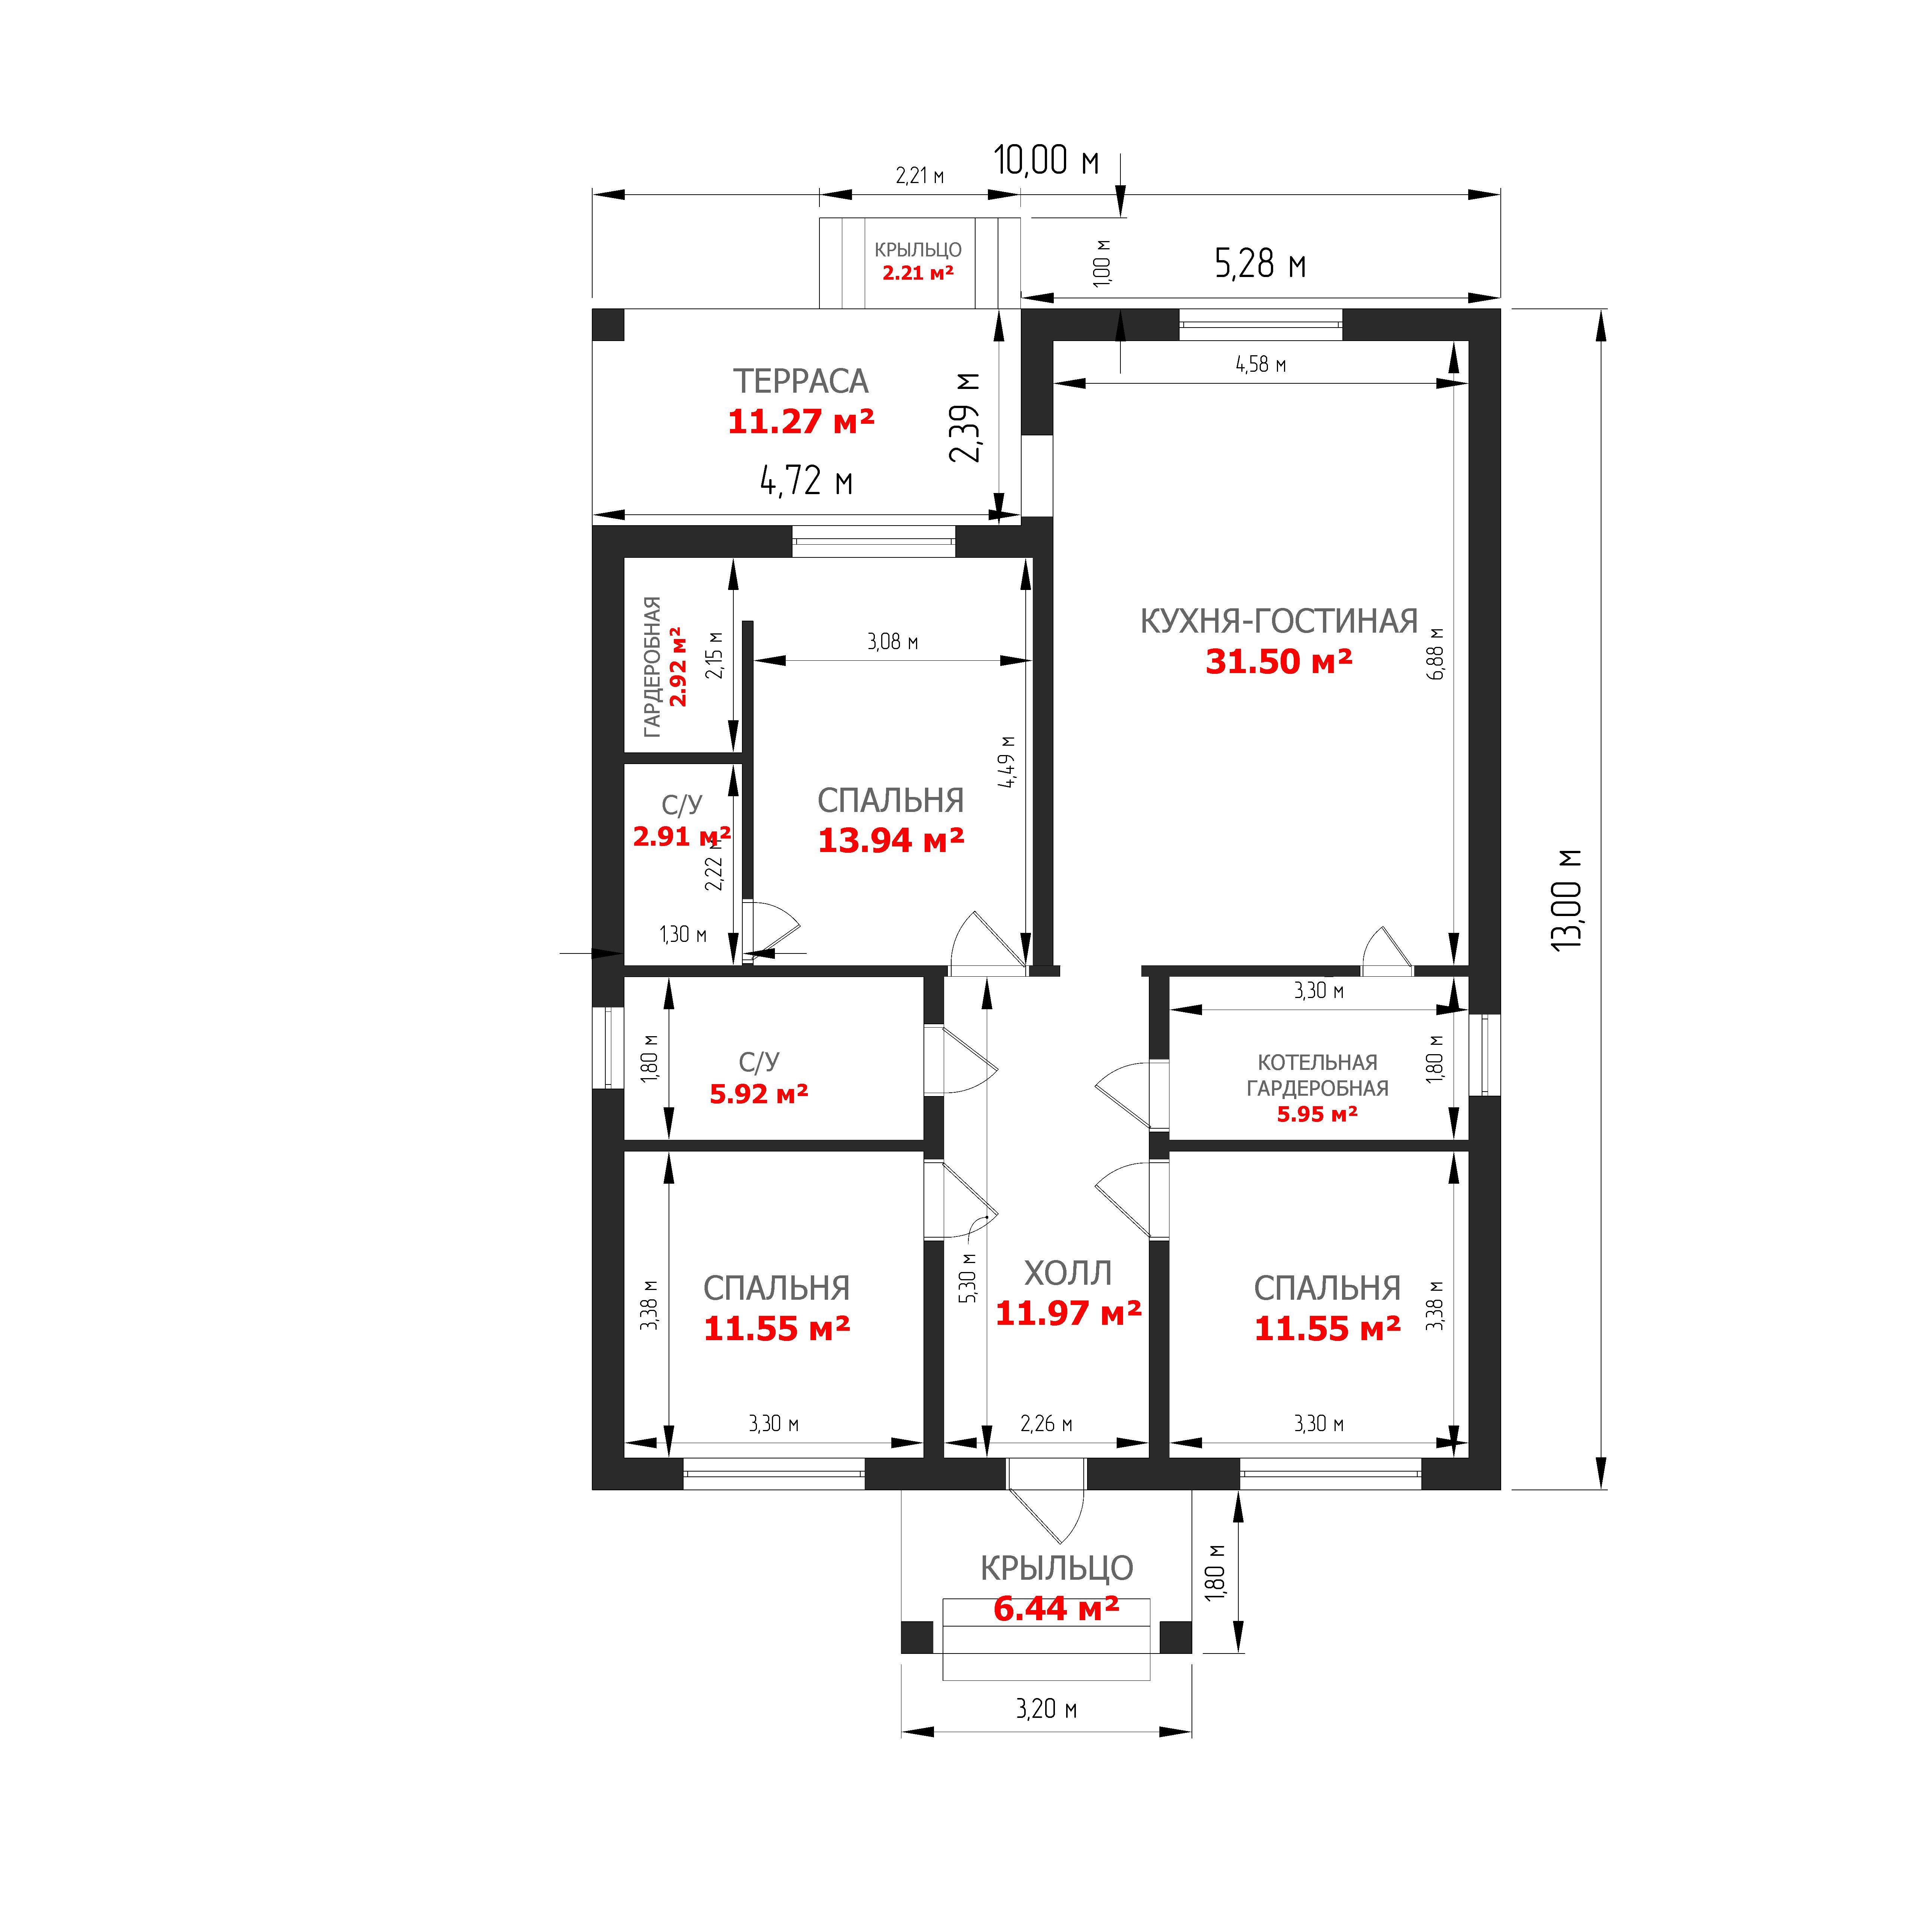 10,00 м
2,21 м
КРЫЛЬЦО
2.21 м²
1,00 м
5,28 м
4,58 м
ТЕРРАСА
11.27 м²
2,39 м
4,72 м
ГАРДЕРОБНАЯ
2.92 м²
2,15 м
3,08 м
КУХНЯ-ГОСТИНАЯ
31.50 м²
6,88 м
4,49 м
СПАЛЬНЯ
13.94 м²
С/У
2.91 м²
2,22 м
1,30 м
13,00 м
3,30 м
1,80 м
С/У
5.92 м²
КОТЕЛЬНАЯ
ГАРДЕРОБНАЯ
5.95 м²
1,80 м
3,38 м
СПАЛЬНЯ
11.55 м²
3,30 м
5,30 м
ХОЛЛ
11.97 м²
2,26 м
СПАЛЬНЯ
11.55 м²
3,38 м
3,30 м
КРЫЛЬЦО
6.44 м²
1,80 м
3,20 м